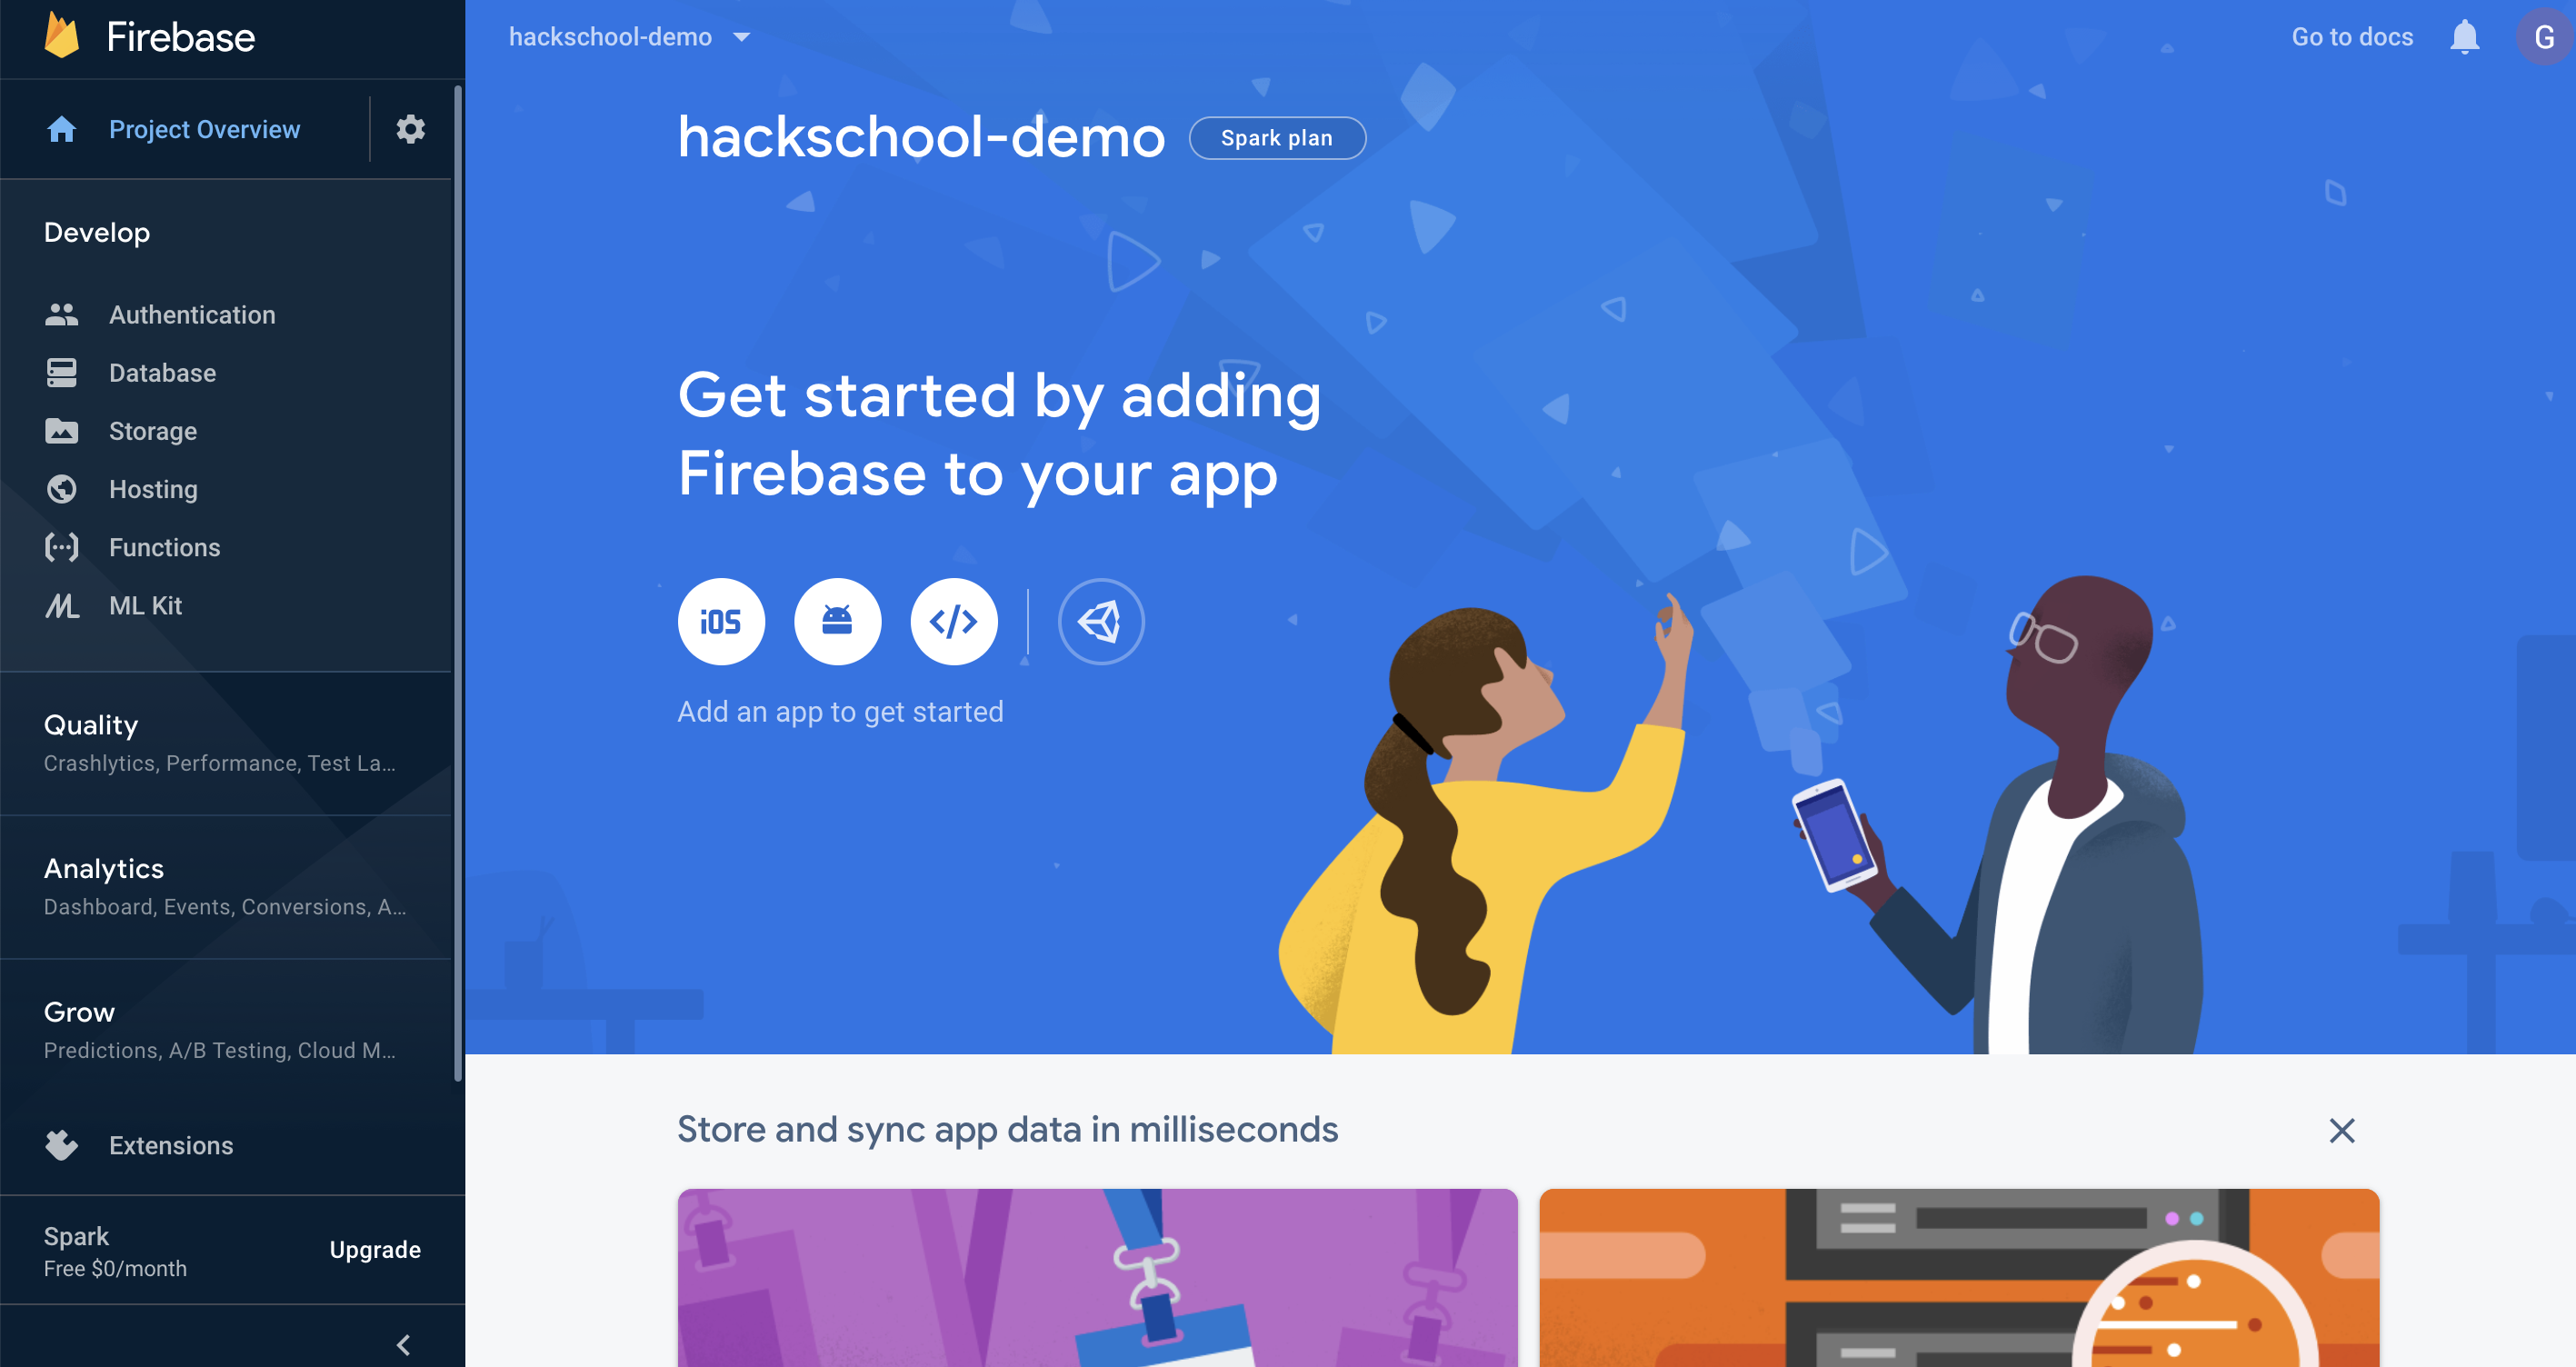 Firebase
hackschool-demo
Go to docs
G
Project Overview
hackschool-demo
Spark plan
Develop
Authentication
Database
Storage
Hosting
Functions
ML Kit
Get started by adding
Firebase to your app
iOS
Add an app to get started
Quality
Crashlytics, Performance, Test La...
Analytics
Dashboard, Events, Conversions, A...
Grow
Predictions, A/B Testing, Cloud M...
Extensions
Spark
Free $0/month
Upgrade
Store and sync app data in milliseconds